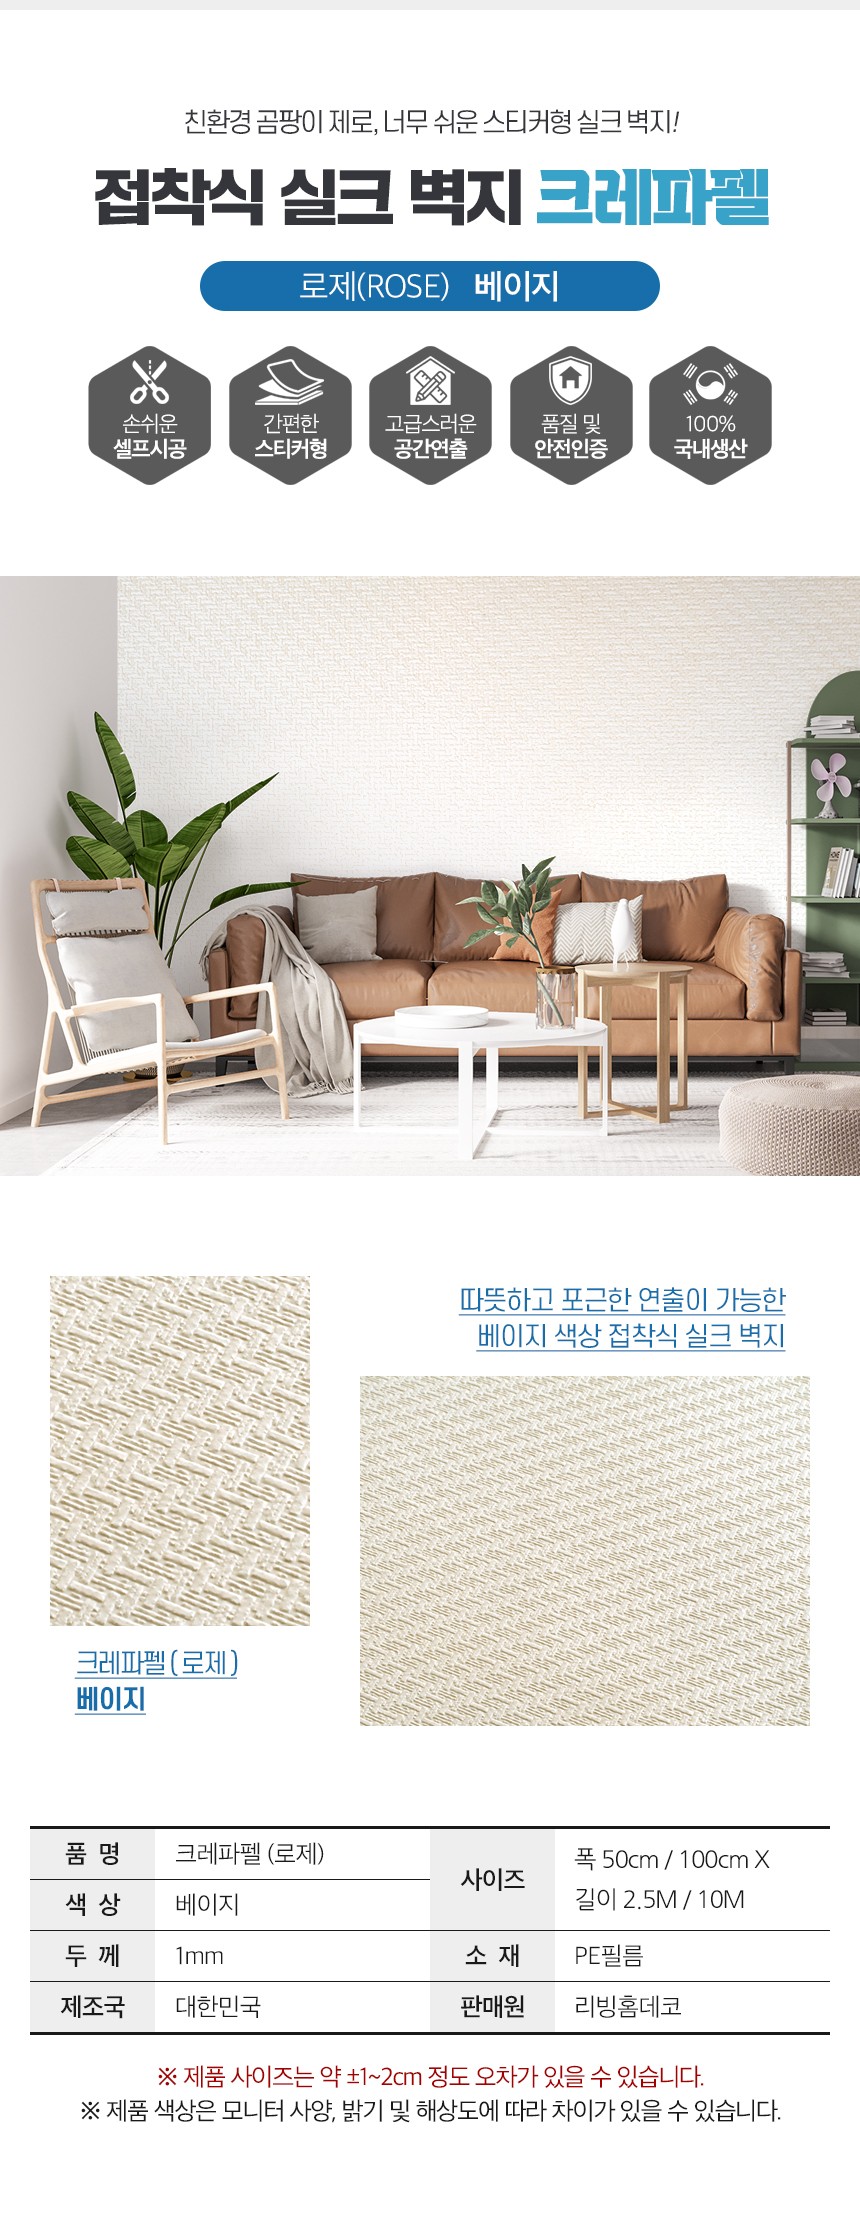 친환경 곰팡이 제로, 너무 쉬운 스티커형 실크 벽지!
접착식 실크 벽지 크레파펠
로제(ROSE) 베이지
손쉬운
셀프시공
간편한
스티커형
고급스러운
공간연출
품질 및
안전인증
100%
국내생산
HOME
따뜻하고 포근한 연출이 가능한
베이지 색상 접착식 실크 벽지
크레파펠 ( 로제 )
베이지
품 명 크레파펠 (로제)
색 상 베이지
사이즈 폭 50cm / 100cm X
길이 2.5M / 10M
두 께 1mm
소 재 PE필름
제조국 대한민국
판매원 리빙홈데코
※ 제품 사이즈는 약 ±1~2cm 정도 오차가 있을 수 있습니다.
※ 제품 색상은 모니터 사양, 밝기 및 해상도에 따라 차이가 있을 수 있습니다.